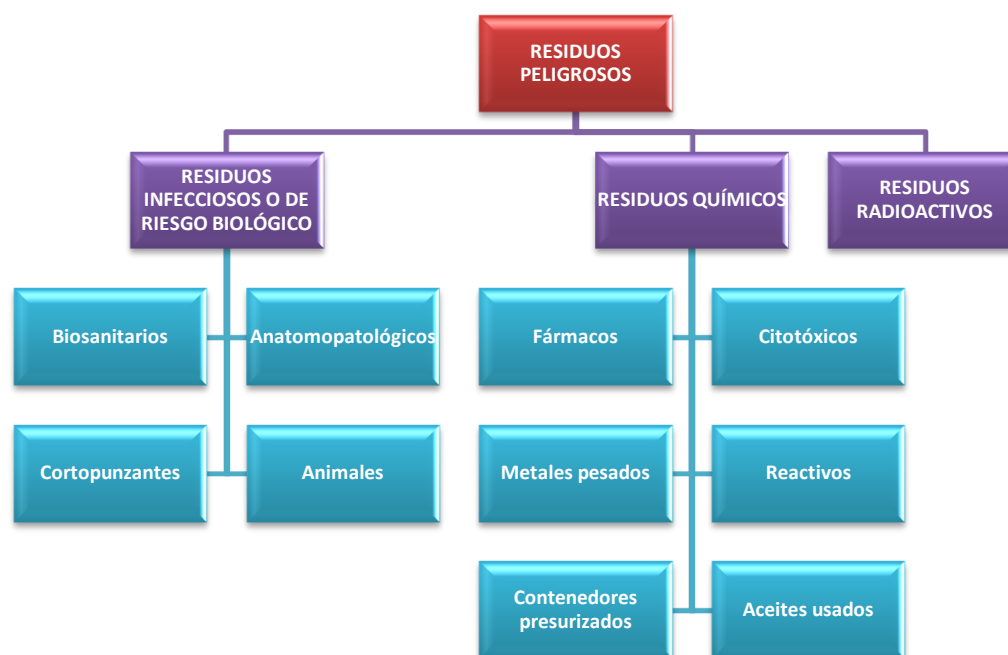 RESIDUOS
PELIGROSOS
RESIDUOS
INFECCIOSOS O DE
RIESGO BIOLÓGICO
RESIDUOS QUÍMICOS
RESIDUOS
RADIOACTIVOS
Biosanitarios
Anatomopatológicos
Fármacos
Citotóxicos
Cortopunzantes
Animales
Metales pesados
Reactivos
Contenedores
presurizados
Aceites usados